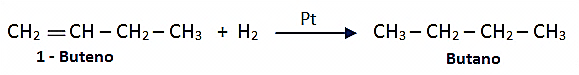 Pt
CH₂ = CH – CH₂ – CH₃ + H₂ ⟶ CH₃ – CH₂ – CH₂ – CH₃
1 - Buteno Butano